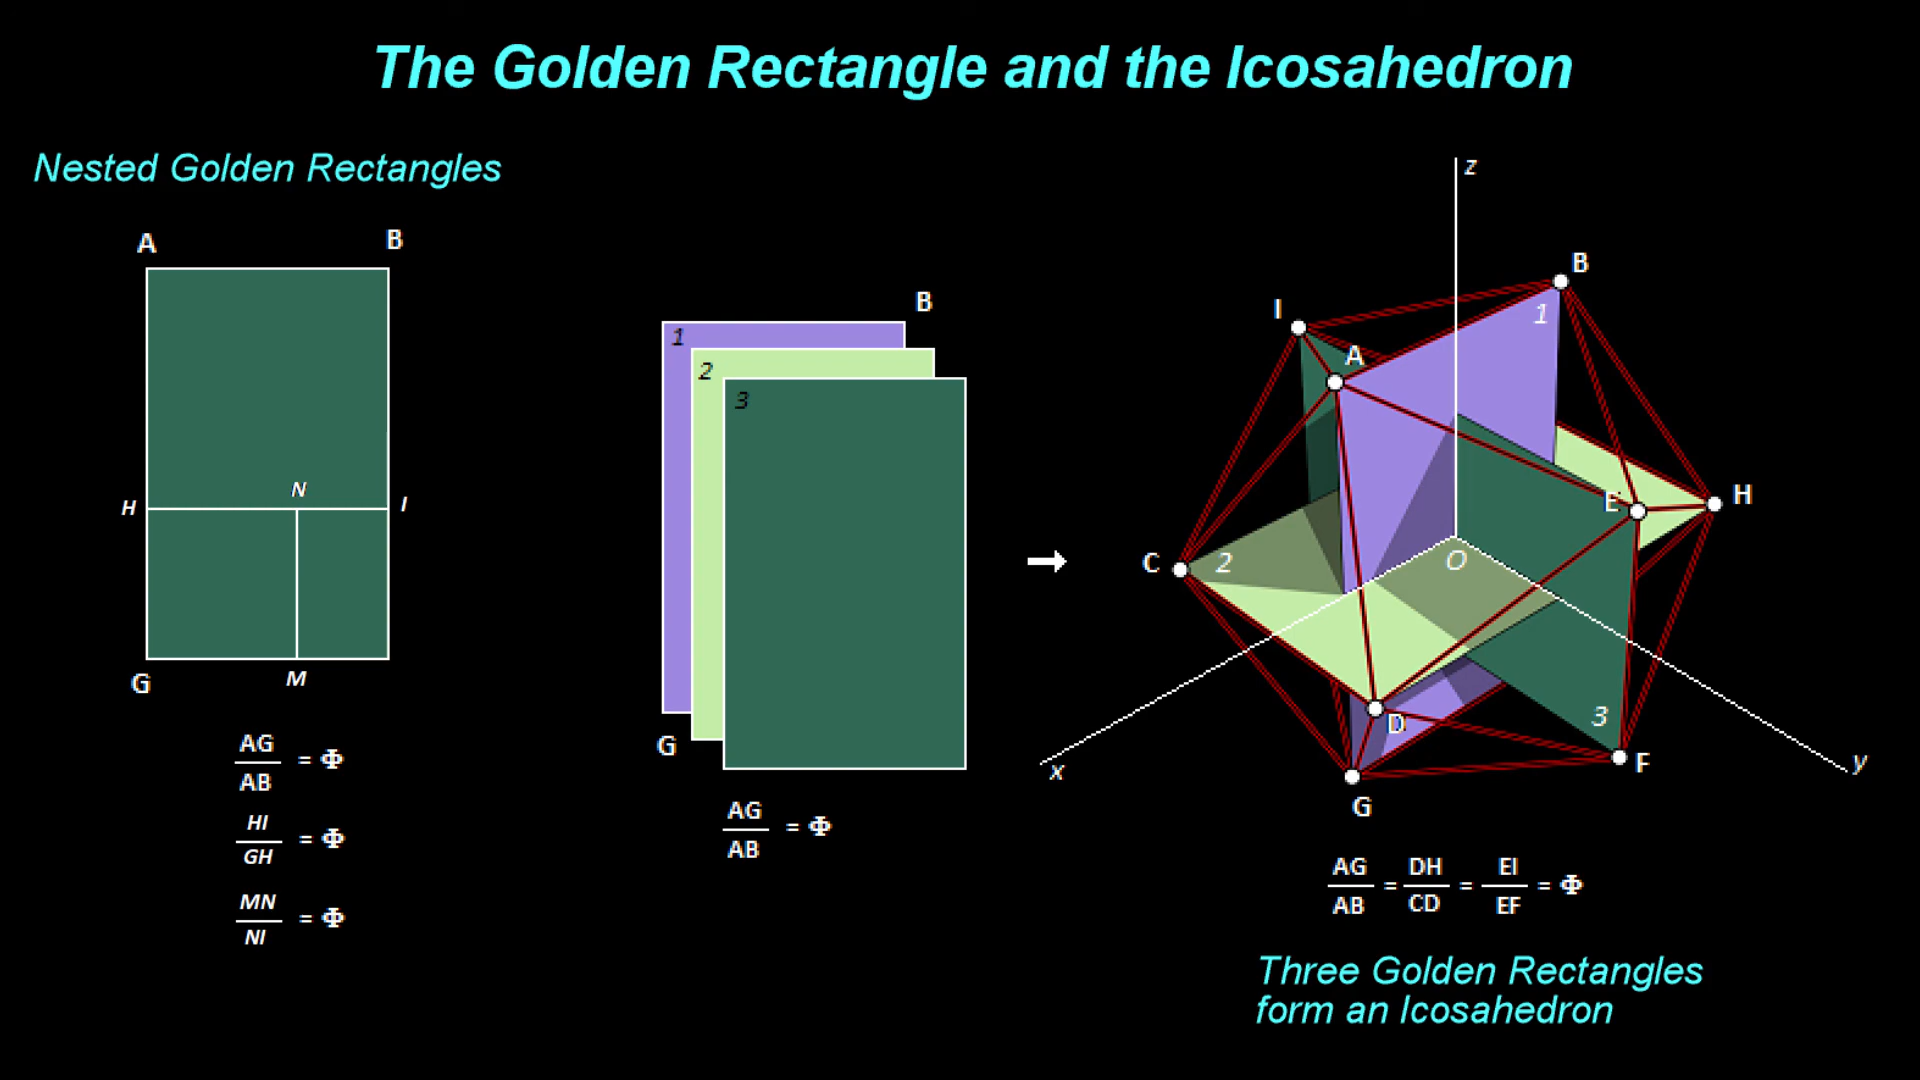 The Golden Rectangle and the Icosahedron
Nested Golden Rectangles
A
B
H
N
I
G
M
AG
AB
= Φ
HI
GH
= Φ
MN
NI
= Φ
B
1
2
3
G
AG
AB
= Φ
z
B
I
1
A
E
H
C
2
O
3
D
F
x
y
G
AG
AB
=
DH
CD
=
EI
EF
= Φ
Three Golden Rectangles
form an Icosahedron